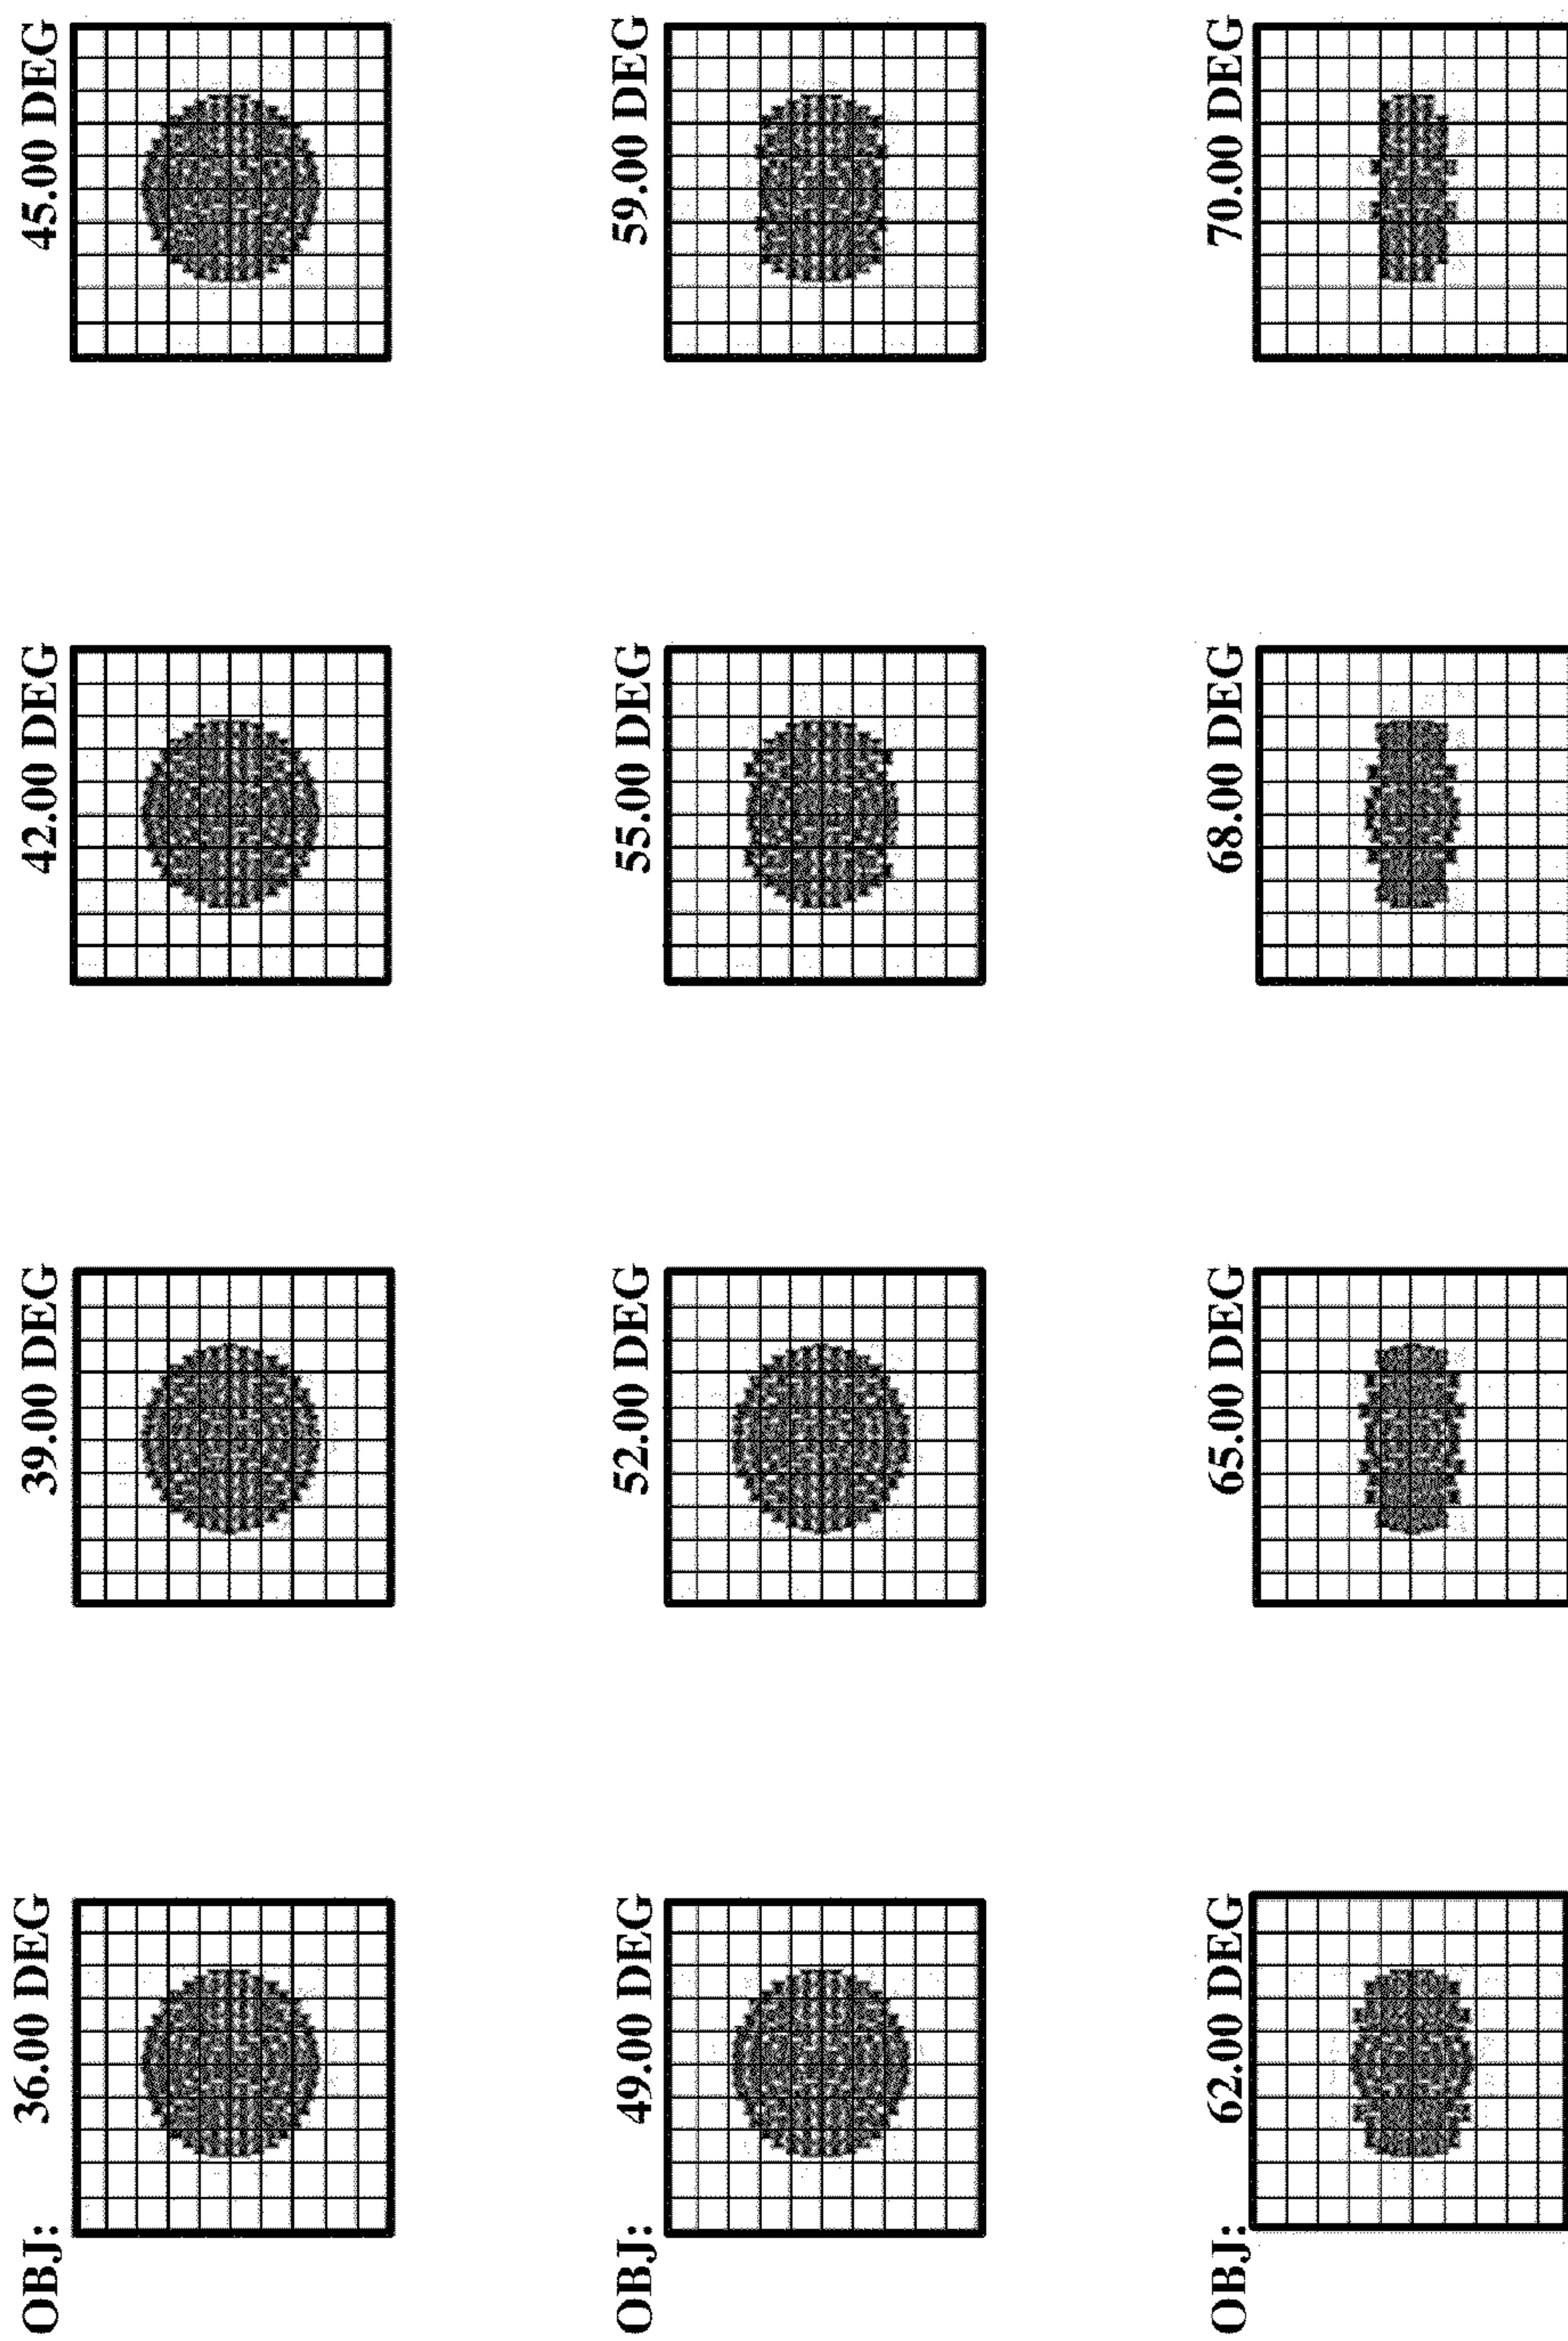 OBJ: 36.00 DEG 39.00 DEG 42.00 DEG 45.00 DEG
OBJ: 49.00 DEG 52.00 DEG 55.00 DEG 59.00 DEG
OBJ: 62.00 DEG 65.00 DEG 68.00 DEG 70.00 DEG